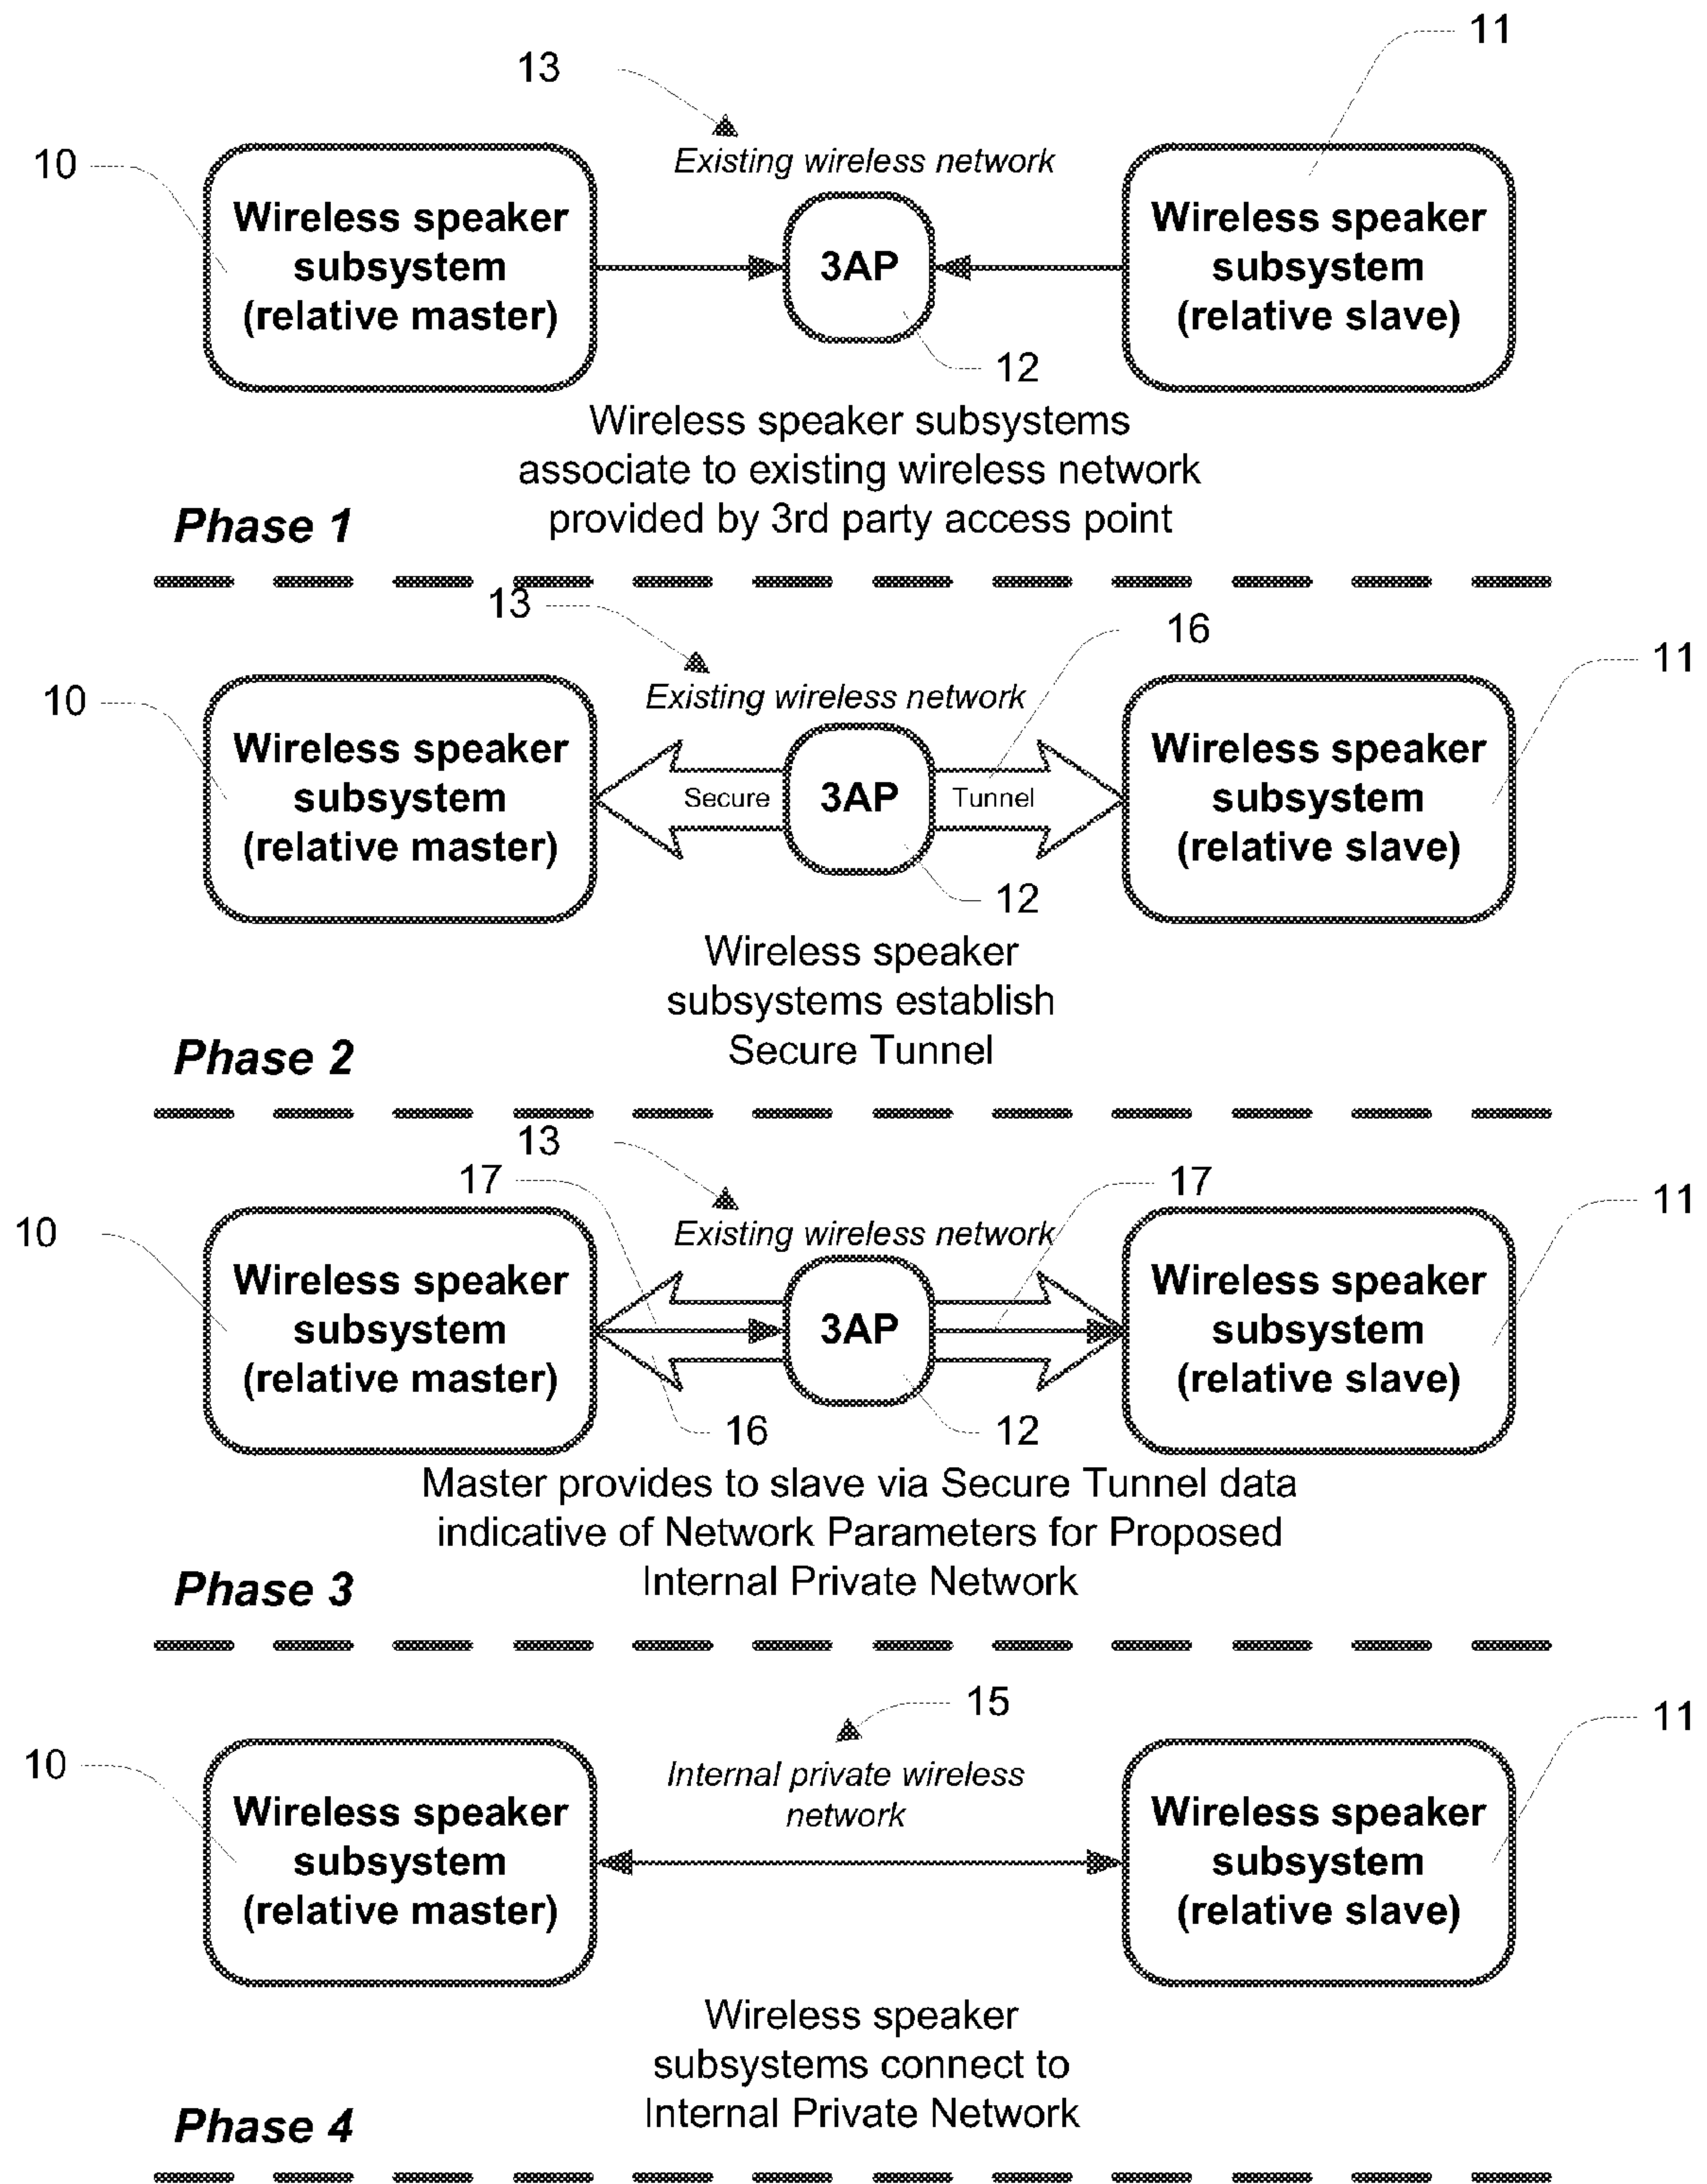 11
13
10
Existing wireless network
Wireless speaker
subsystem
(relative master)
3AP
Wireless speaker
subsystem
(relative slave)
12
Wireless speaker subsystems
associate to existing wireless network
provided by 3rd party access point
Phase 1
13
16
11
10
Existing wireless network
Wireless speaker
subsystem
(relative master)
Secure
3AP
Tunnel
Wireless speaker
subsystem
(relative slave)
12
Wireless speaker
subsystems establish
Secure Tunnel
Phase 2
13
17
17
11
10
Existing wireless network
Wireless speaker
subsystem
(relative master)
3AP
Wireless speaker
subsystem
(relative slave)
16
12
Master provides to slave via Secure Tunnel data
indicative of Network Parameters for Proposed
Internal Private Network
Phase 3
15
11
10
Internal private wireless
network
Wireless speaker
subsystem
(relative master)
Wireless speaker
subsystem
(relative slave)
Wireless speaker
subsystems connect to
Internal Private Network
Phase 4